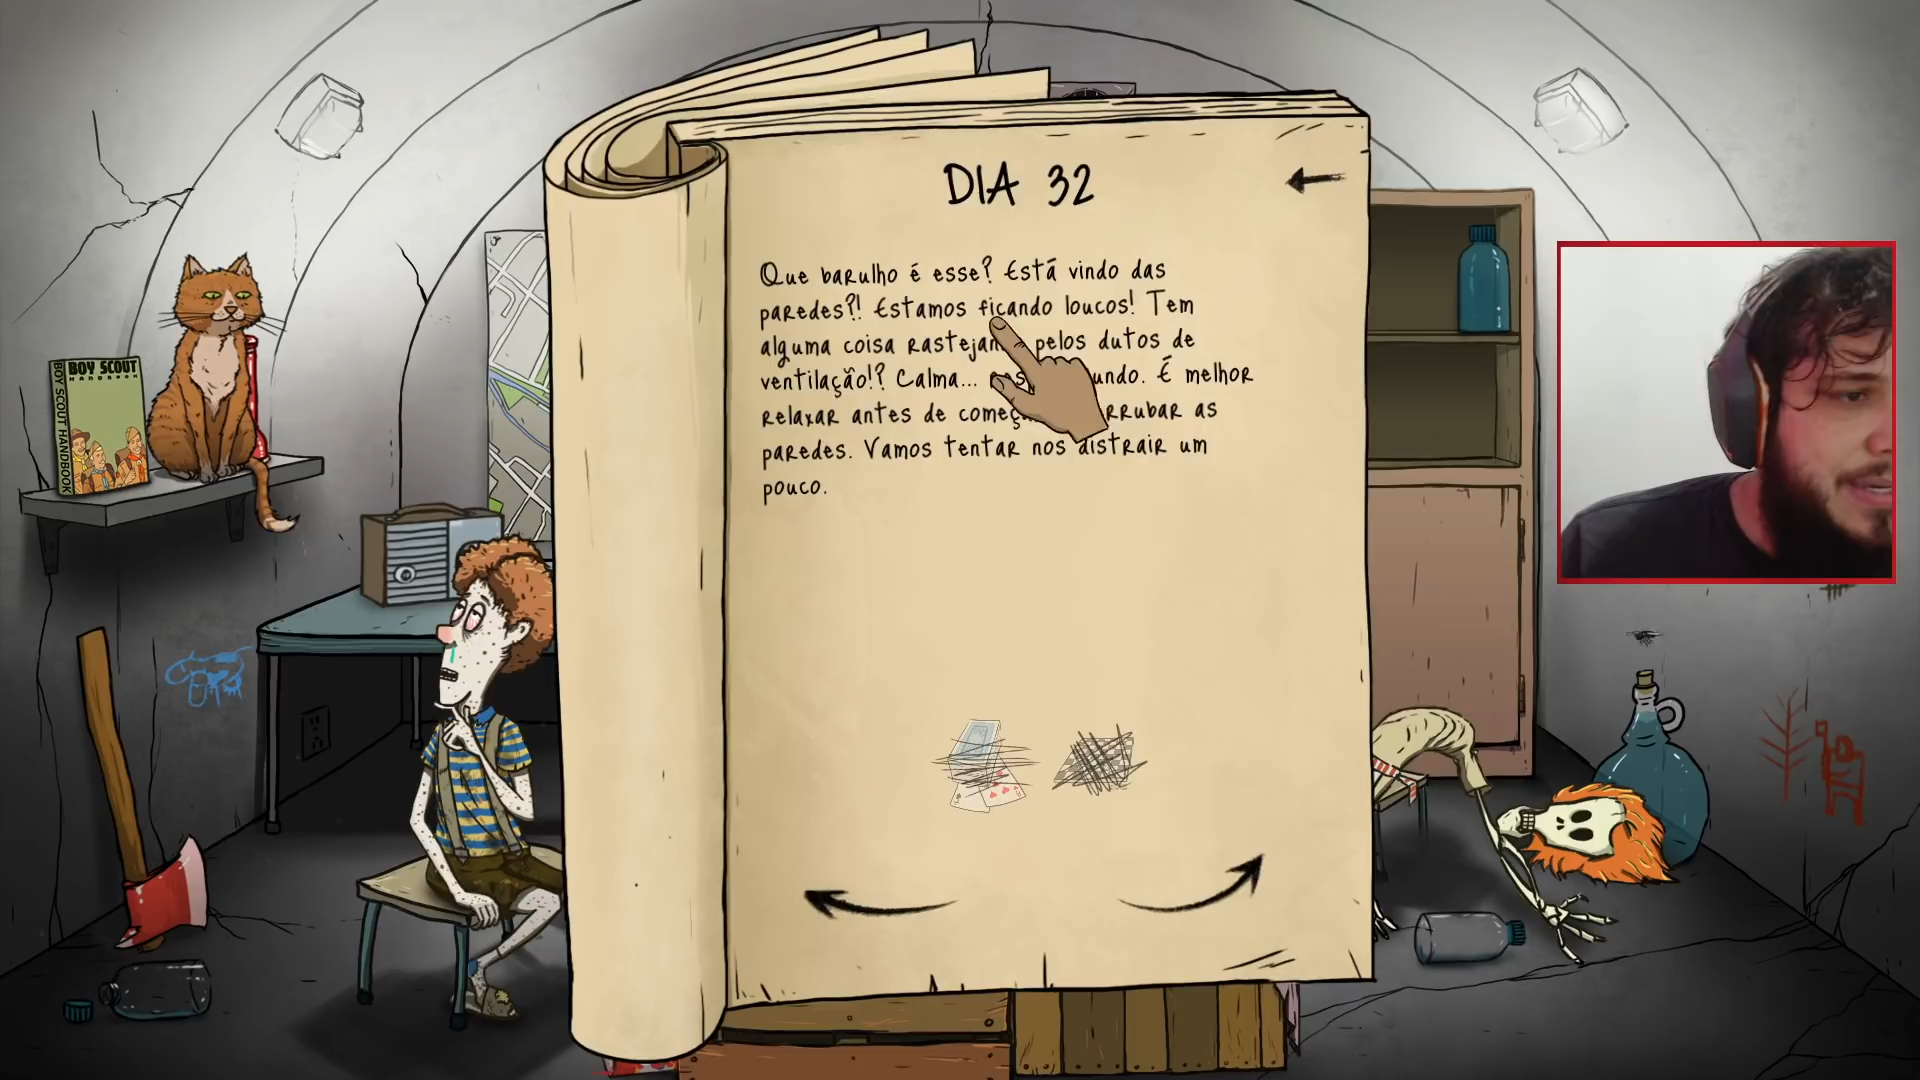 DIA 32
Que barulho é esse? Está vindo das
paredes?! Estamos ficando loucos! Tem
alguma coisa rastejan pelos dutos de
ventilação!? Calma... undo. É melhor
relaxar antes de começ rrubar as
paredes. Vamos tentar nos distrair um
pouco.
BOY SCOUT
HANDBOOK
BOY SCOUT HANDBOOK